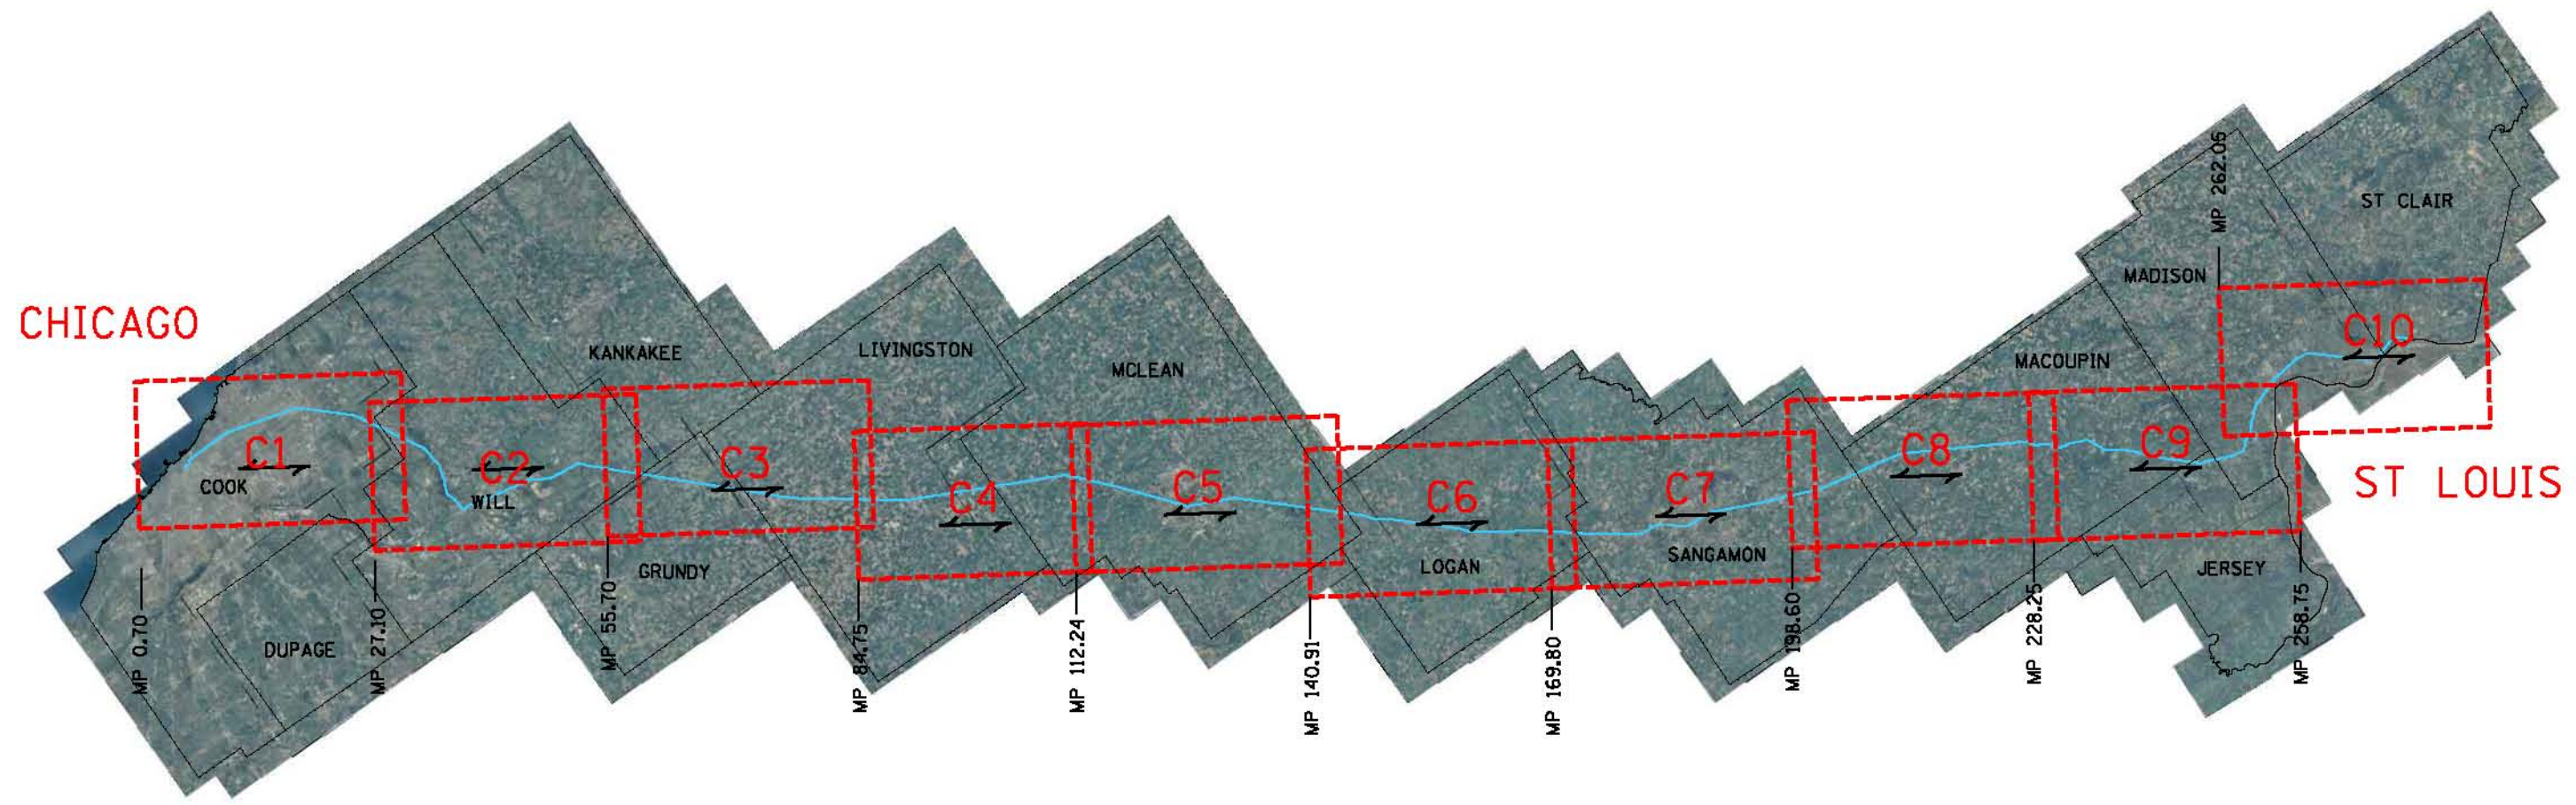 CHICAGO
C1
COOK
DUPAGE
C2
WILL
KANKAKEE
C3
GRUNDY
LIVINGSTON
C4
MCLEAN
C5
C6
LOGAN
C7
SANGAMON
C8
MACOUPIN
C9
JERSEY
MADISON
C10
ST CLAIR
ST LOUIS
MP 0.70
MP 27.10
MP 55.70
MP 84.75
MP 112.24
MP 140.91
MP 169.80
MP 198.60
MP 228.25
MP 258.75
MP 262.05